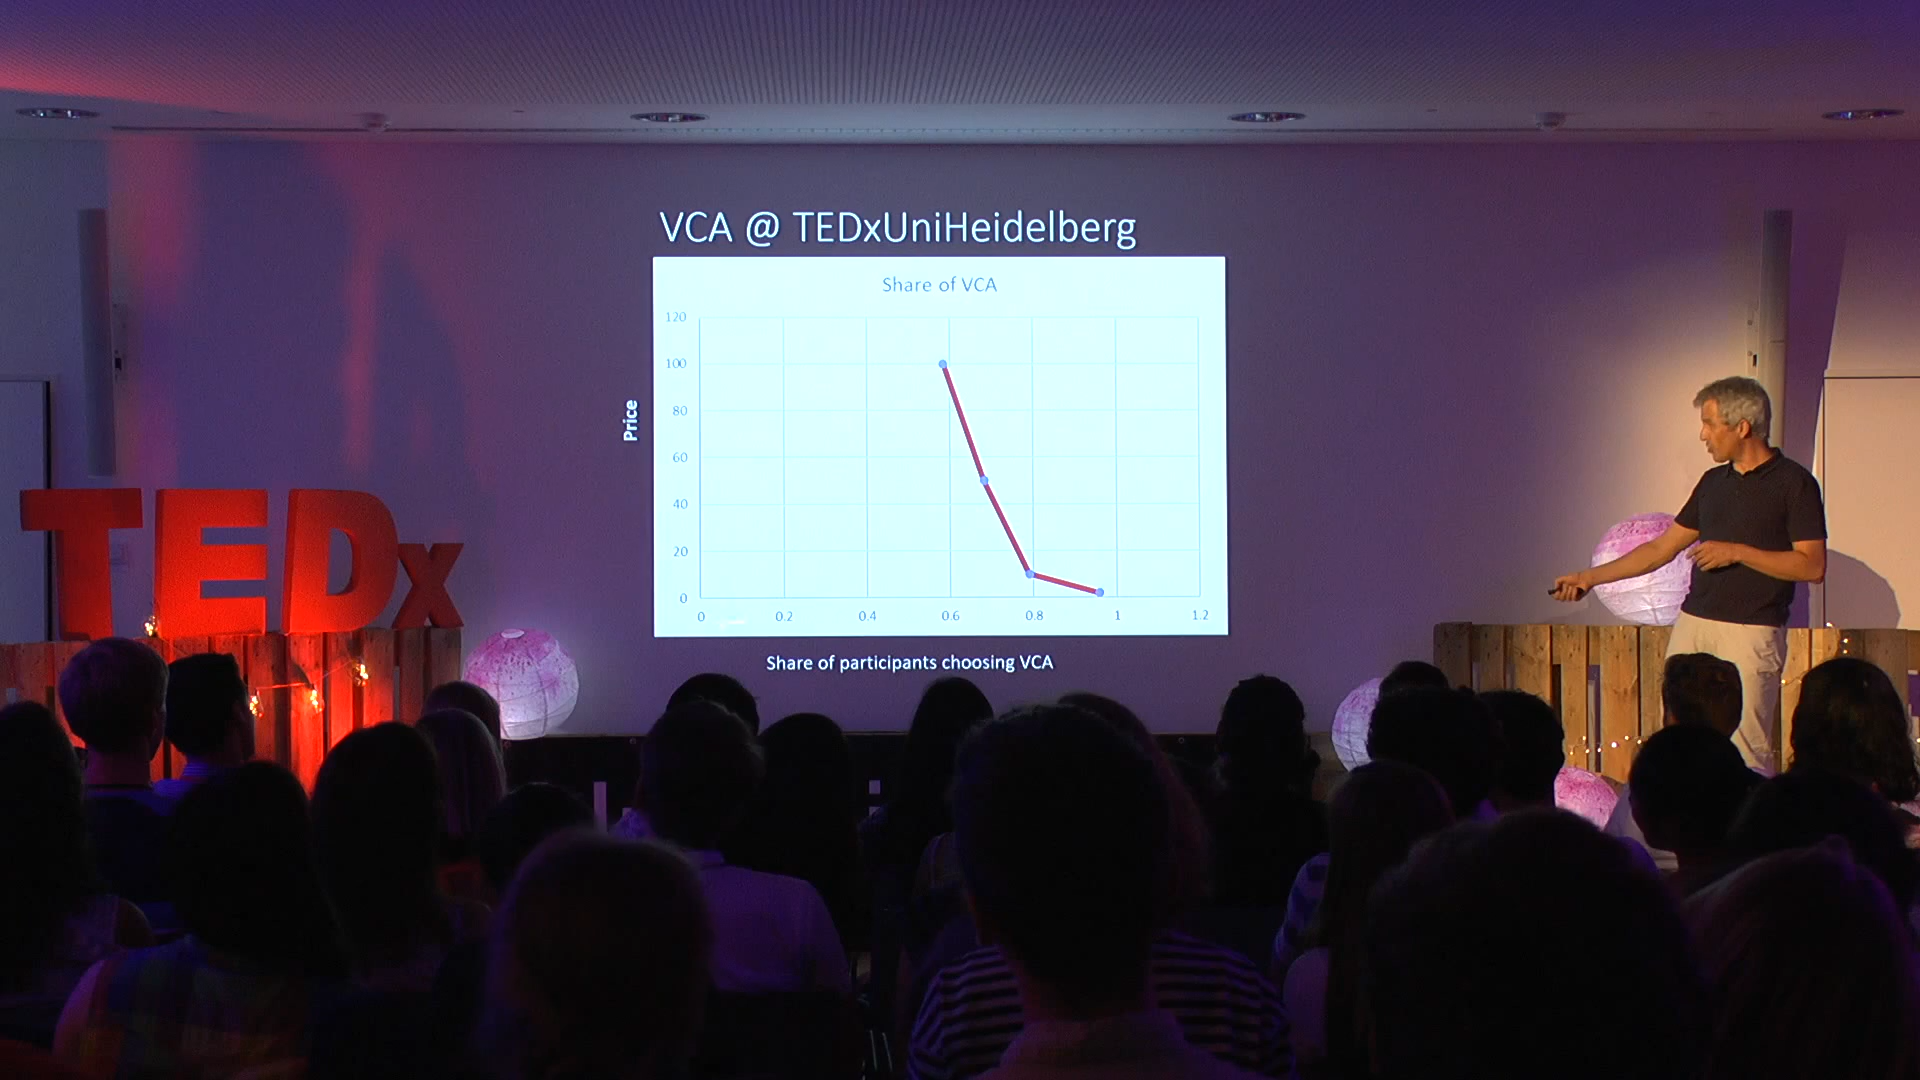 VCA @ TEDxUniHeidelberg
Share of VCA
120
100
80
60
40
20
0
0 0.2 0.4 0.6 0.8 1 1.2
Price
Share of participants choosing VCA
TEDx